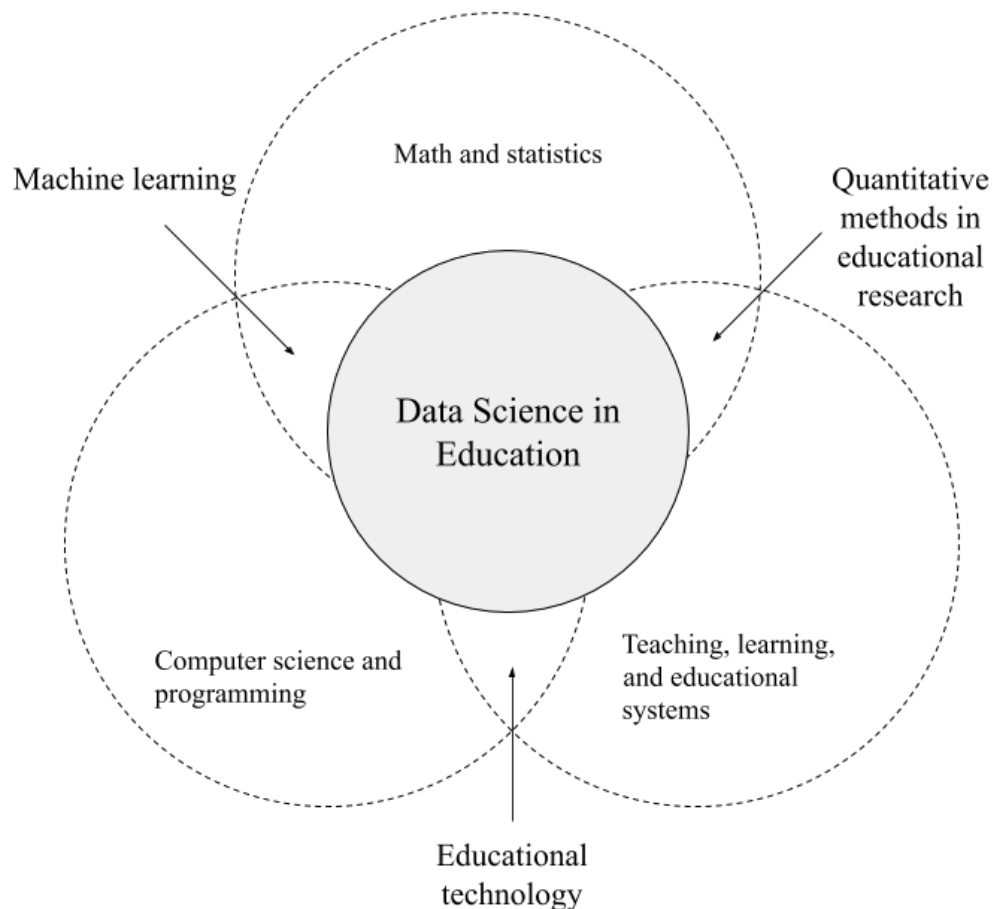 Math and statistics
Machine learning
Quantitative
methods in
educational
research
Data Science in
Education
Computer science and
programming
Teaching, learning,
and educational
systems
Educational
technology